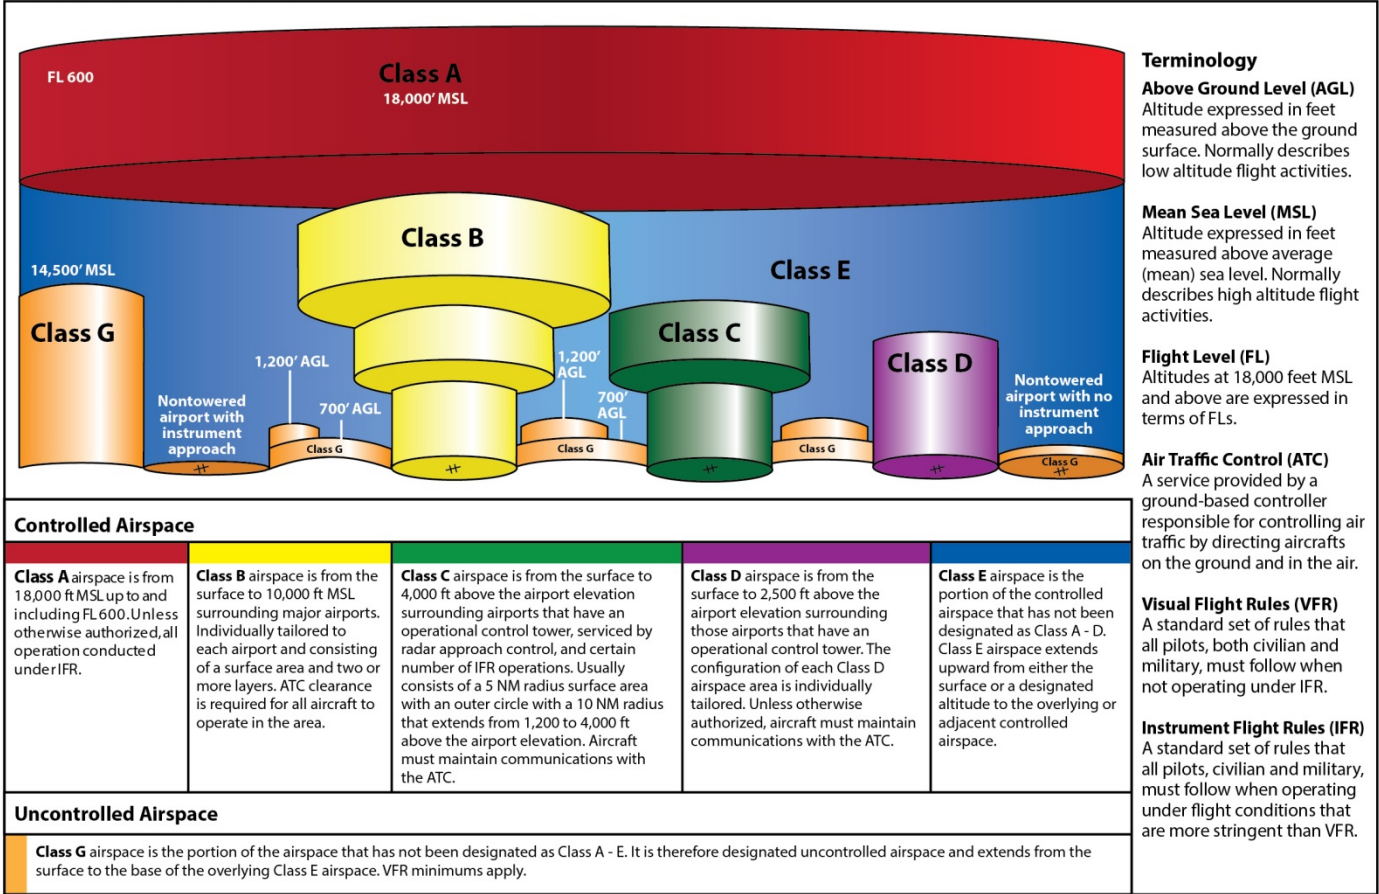 FL 600
Class A
18,000’ MSL
Class B
14,500’ MSL
Class E
Class G
Class C
1,200’ AGL
1,200’
AGL
Class D
Nontowered
airport with
instrument
approach
700’ AGL
700’
AGL
Nontowered
airport with no
instrument
approach
Class G
Class G
Class G
Class G
Terminology
Above Ground Level (AGL)
Altitude expressed in feet
measured above the ground
surface. Normally describes
low altitude flight activities.
Mean Sea Level (MSL)
Altitude expressed in feet
measured above average
(mean) sea level. Normally
describes high altitude flight
activities.
Flight Level (FL)
Altitudes at 18,000 feet MSL
and above are expressed in
terms of FLs.
Air Traffic Control (ATC)
A service provided by a
ground-based controller
responsible for controlling air
traffic by directing aircrafts
on the ground and in the air.
Visual Flight Rules (VFR)
A standard set of rules that
all pilots, both civilian and
military, must follow when
not operating under IFR.
Instrument Flight Rules (IFR)
A standard set of rules that
all pilots, civilian and military,
must follow when operating
under flight conditions that
are more stringent than VFR.
Controlled Airspace
Class A airspace is from
18,000 ft MSL up to and
including FL 600. Unless
otherwise authorized, all
operation conducted
under IFR.
Class B airspace is from the
surface to 10,000 ft MSL
surrounding major airports.
Individually tailored to
each airport and consisting
of a surface area and two or
more layers. ATC clearance
is required for all aircraft to
operate in the area.
Class C airspace is from the surface to
4,000 ft above the airport elevation
surrounding airports that have an
operational control tower, serviced by
radar approach control, and certain
number of IFR operations. Usually
consists of a 5 NM radius surface area
with an outer circle with a 10 NM radius
that extends from 1,200 to 4,000 ft
above the airport elevation. Aircraft
must maintain communications with
the ATC.
Class D airspace is from the
surface to 2,500 ft above the
airport elevation surrounding
those airports that have an
operational control tower. The
configuration of each Class D
airspace area is individually
tailored. Unless otherwise
authorized, aircraft must maintain
communications with the ATC.
Class E airspace is the
portion of the controlled
airspace that has not been
designated as Class A - D.
Class E airspace extends
upward from either the
surface or a designated
altitude to the overlying or
adjacent controlled
airspace.
Uncontrolled Airspace
Class G airspace is the portion of the airspace that has not been designated as Class A - E. It is therefore designated uncontrolled airspace and extends from the
surface to the base of the overlying Class E airspace. VFR minimums apply.